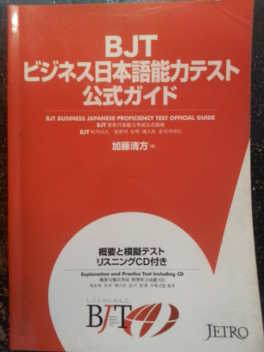 BJT
ビジネス日本語能力テスト
公式ガイド
BJT BUSINESS JAPANESE PROFICIENCY TEST OFFICIAL GUIDE
加藤清方
概要と模擬テスト
リスニングCD付き
Explanation and Practice Test Including CD
BJT
JETRO